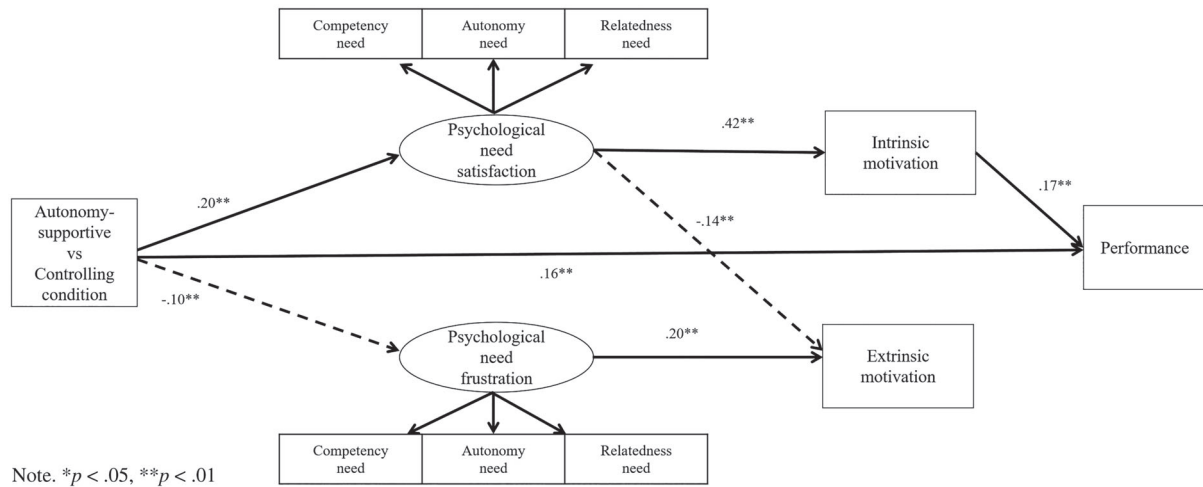 Competency
need
Autonomy
need
Relatedness
need
Psychological
need
satisfaction
.42**
Intrinsic
motivation
.20**
-.14**
.17**
Autonomy-
supportive
vs
Controlling
condition
.16**
Performance
-.10**
Psychological
need
frustration
.20**
Extrinsic
motivation
Competency
need
Autonomy
need
Relatedness
need
Note. *p < .05, **p < .01